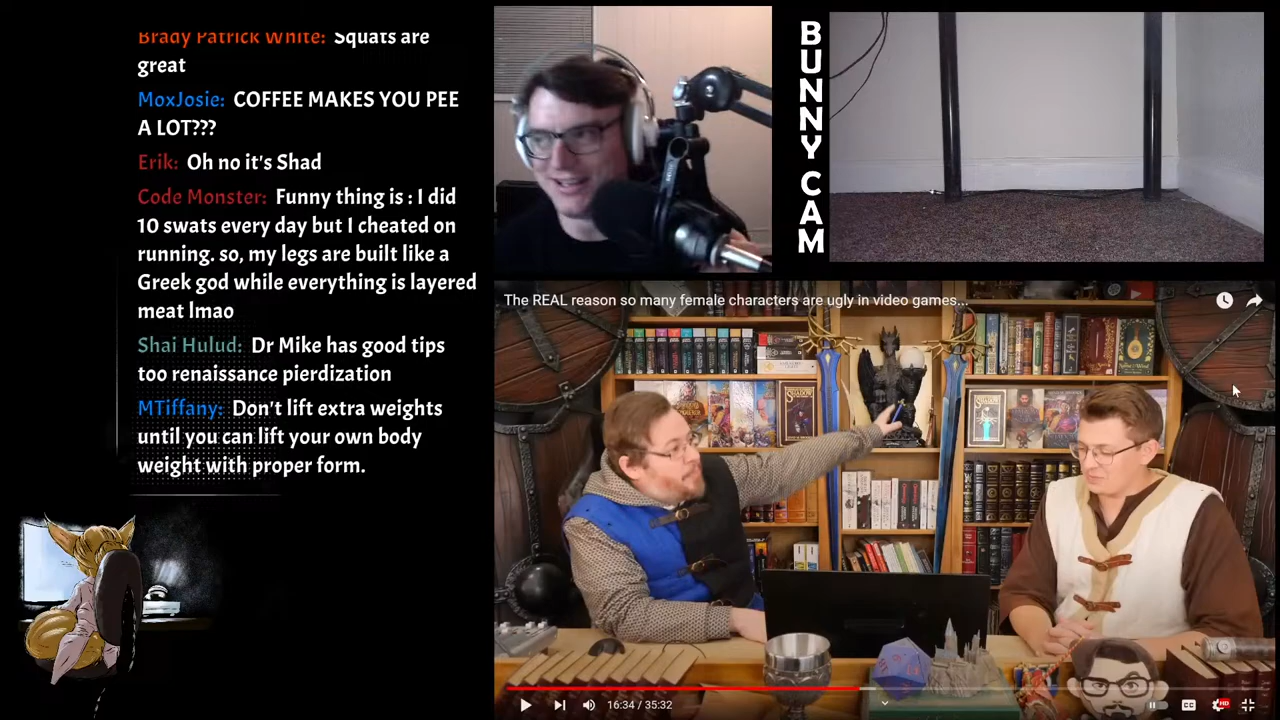 Brady Patrick White: Squats are
great
MoxJosie: COFFEE MAKES YOU PEE
A LOT???
Erik: Oh no it's Shad
Code Monster: Funny thing is : I did
10 swats every day but I cheated on
running. so, my legs are built like a
Greek god while everything is layered
meat lmao
Shai Hulud: Dr Mike has good tips
too renaissance pierdization
MTiffany: Don't lift extra weights
until you can lift your own body
weight with proper form.
BUNNY CAM
The REAL reason so many female characters are ugly in video games...
16:34 / 35:32
CC
HD